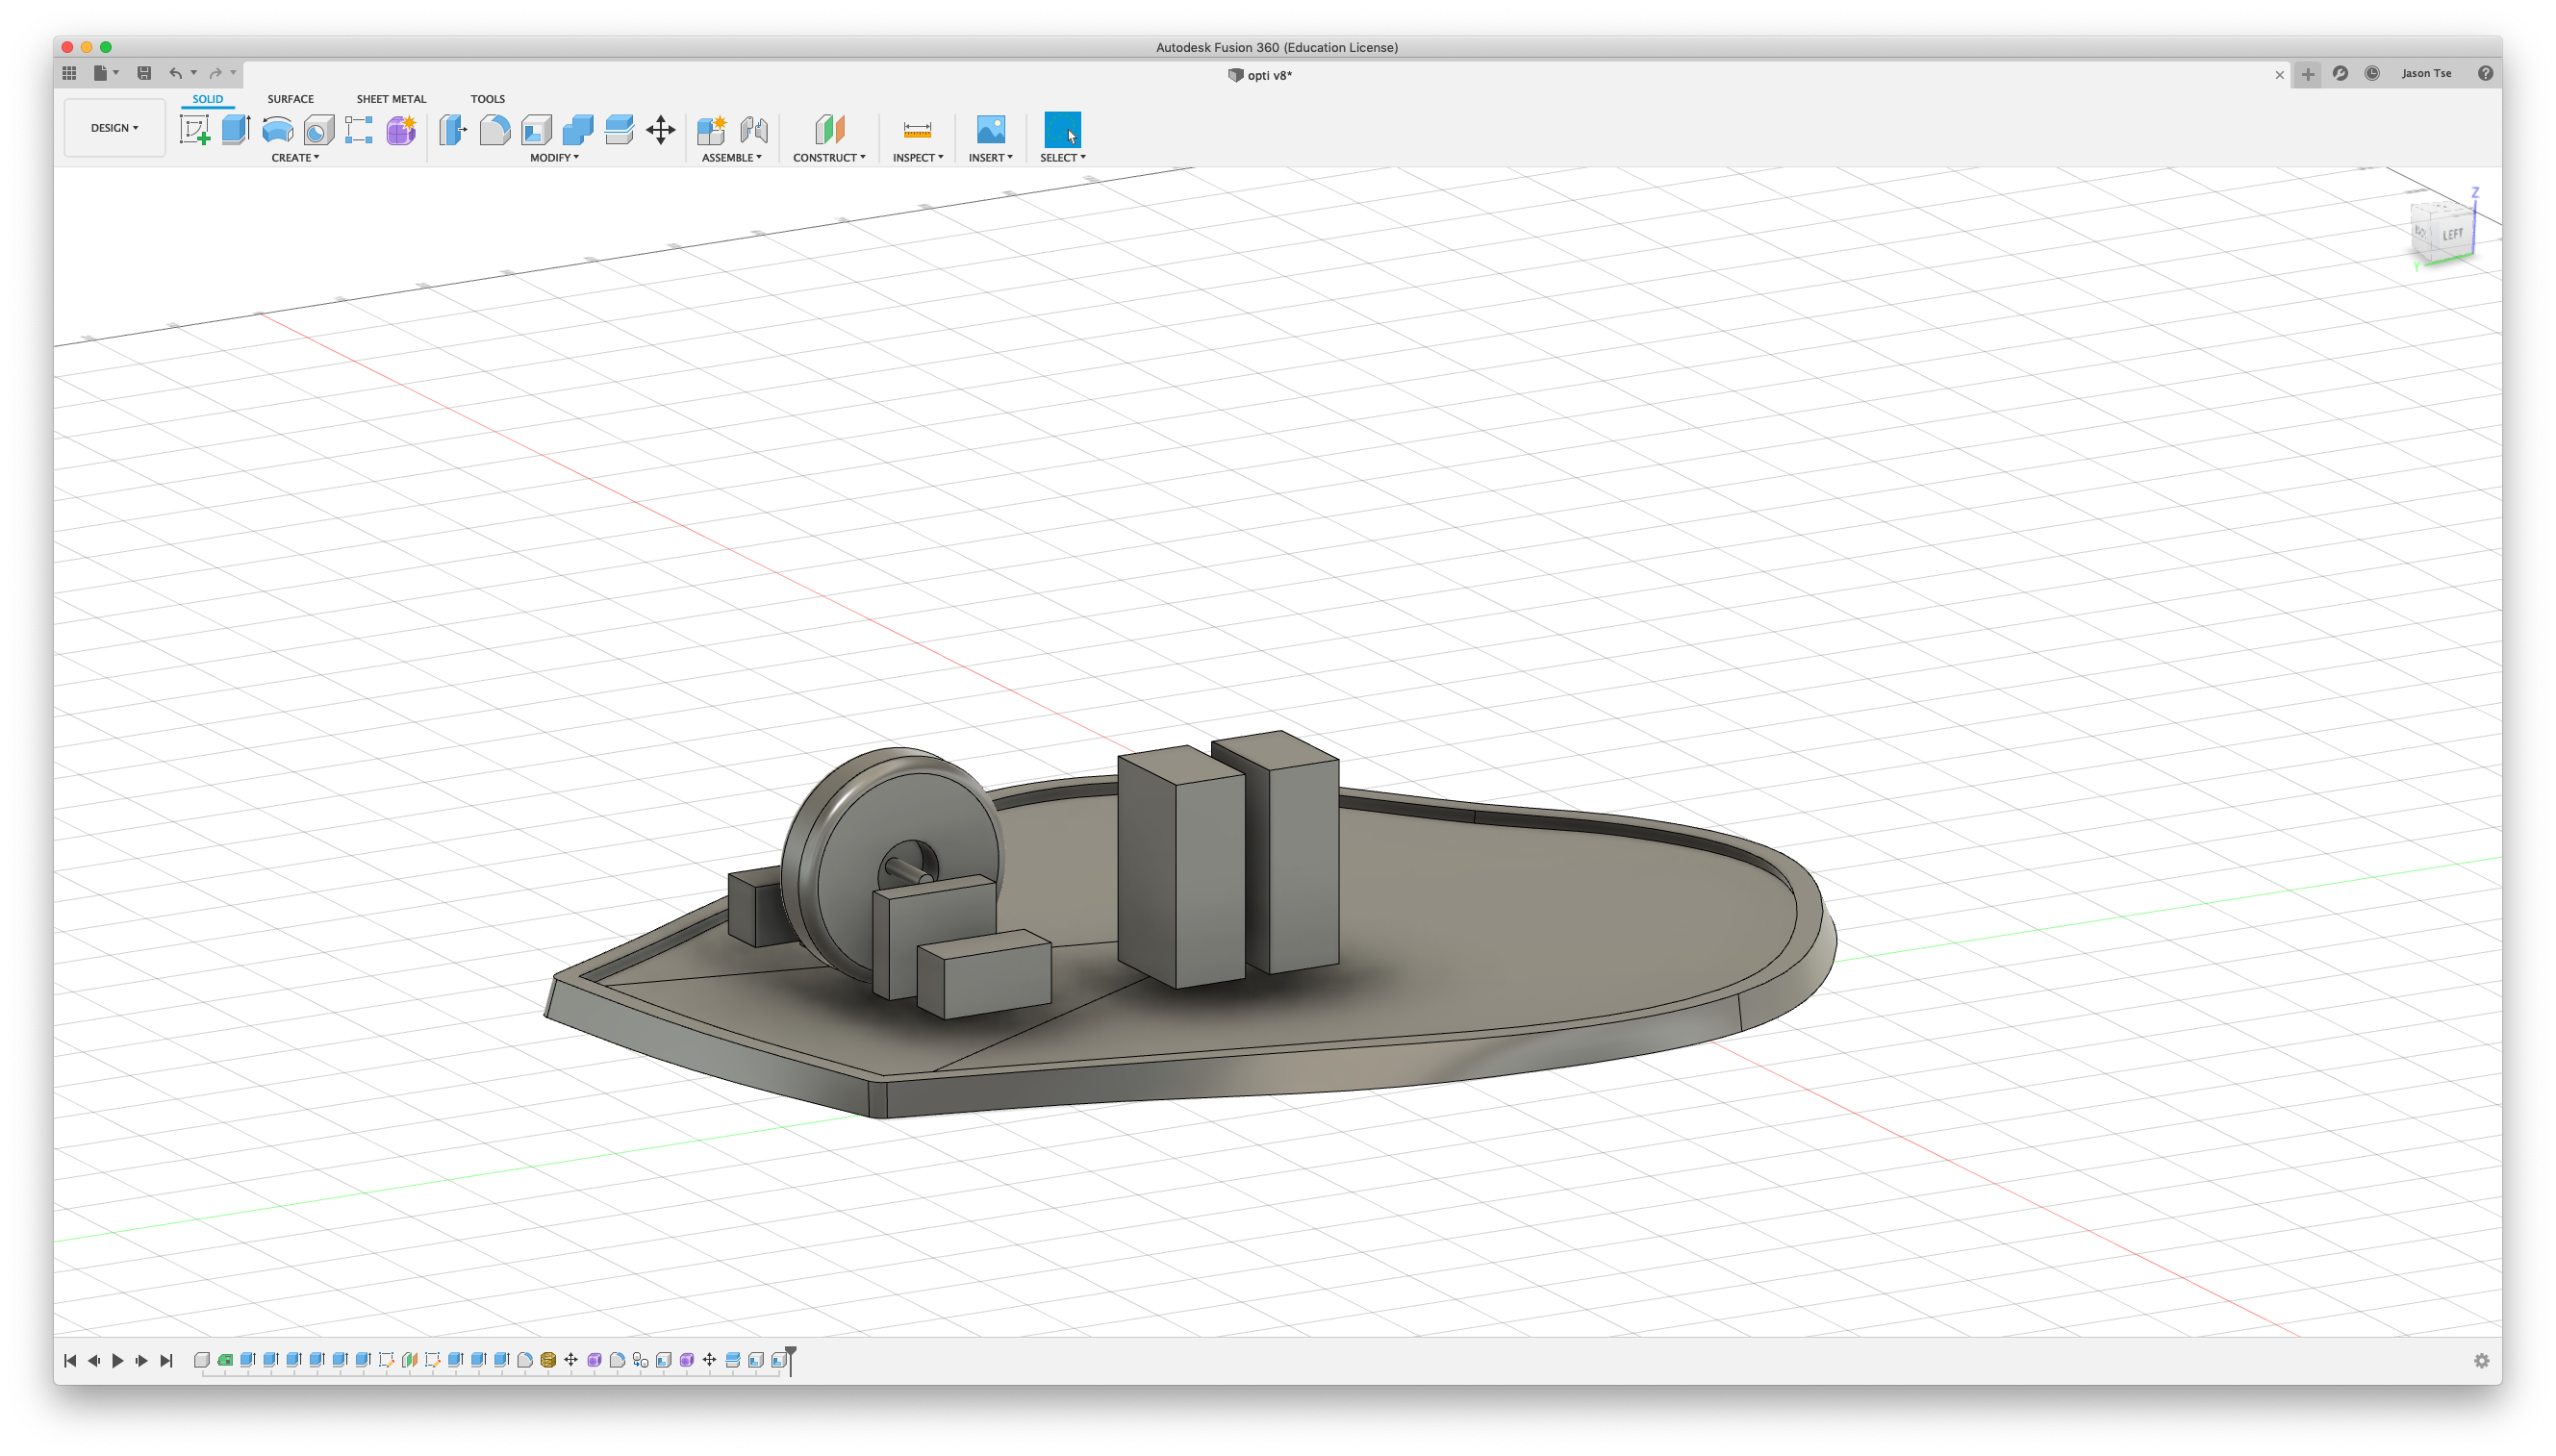 Autodesk Fusion 360 (Education License)
opti v8*
Jason Tse
DESIGN
SOLID SURFACE SHEET METAL TOOLS
CREATE MODIFY ASSEMBLE CONSTRUCT INSPECT INSERT SELECT
Z
LEFT
Y